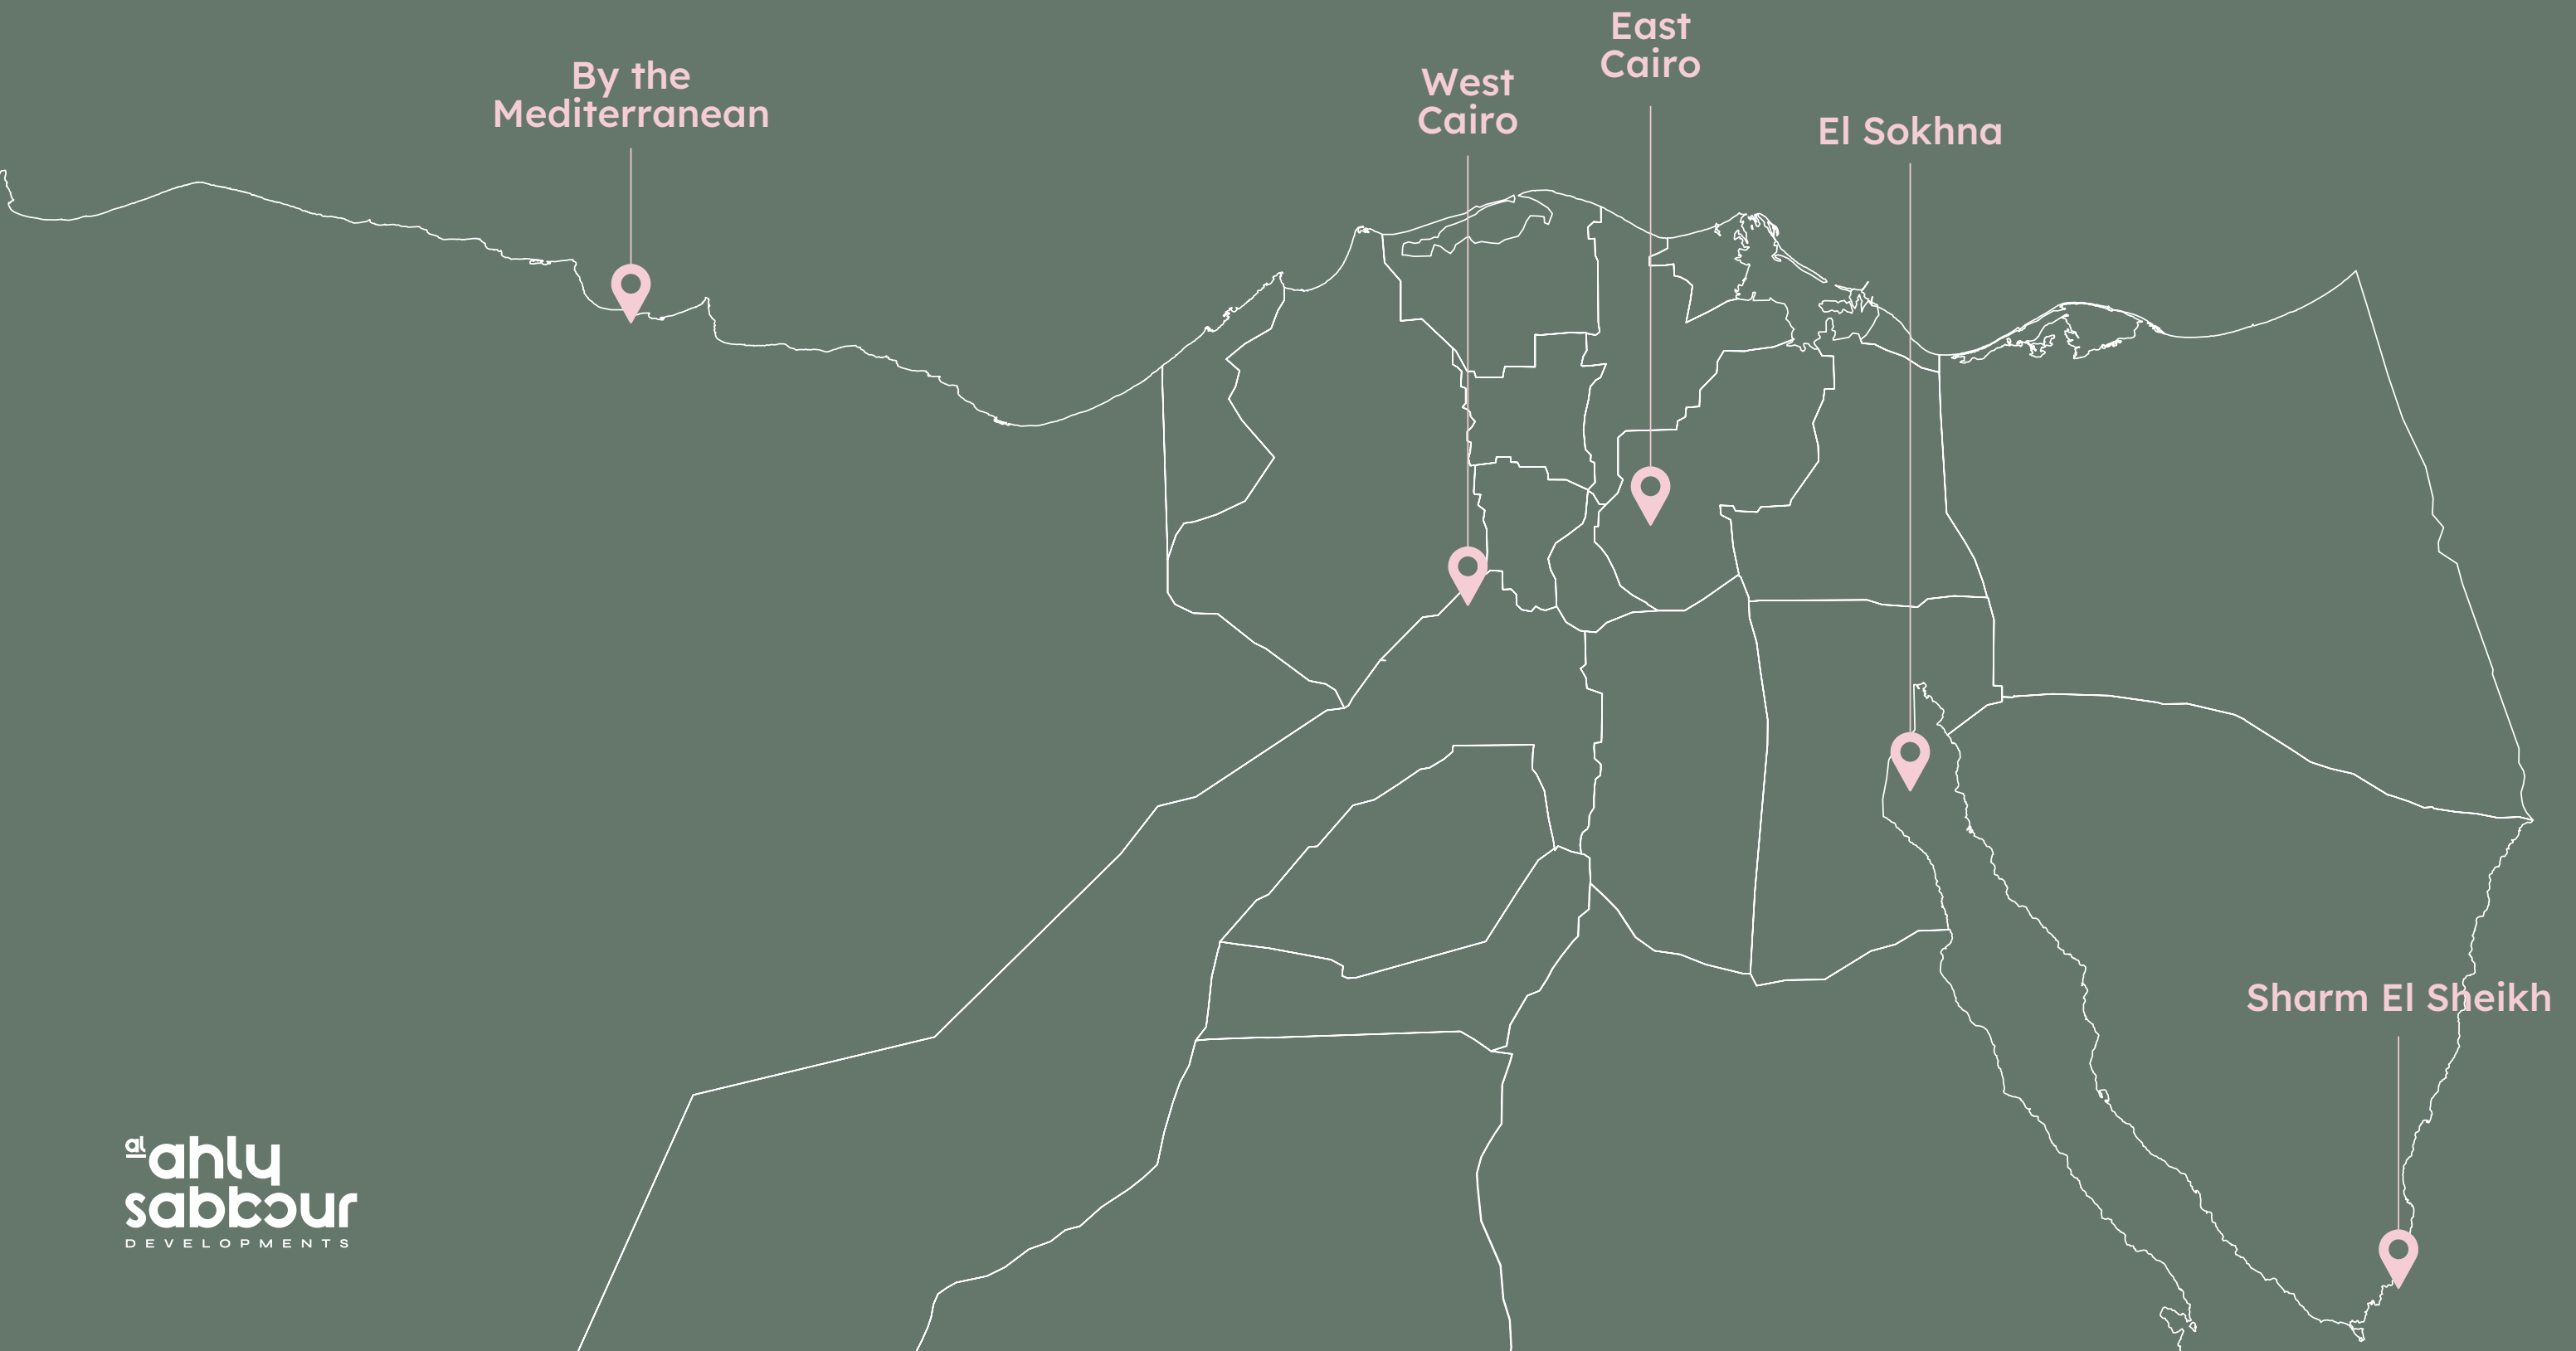 East
Cairo
By the
Mediterranean
West
Cairo
El Sokhna
Sharm El Sheikh
al
ahly
sabbour
DEVELOPMENTS